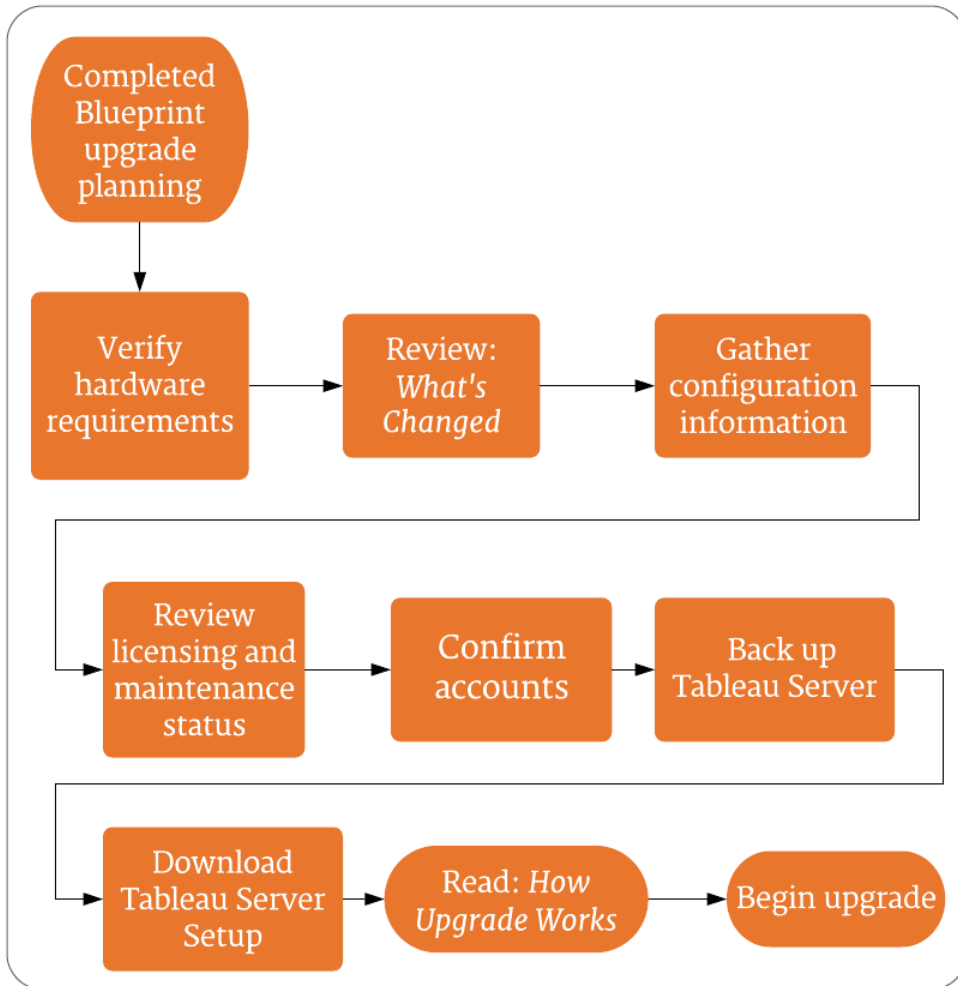 Completed
Blueprint
upgrade
planning
Verify
hardware
requirements
Review:
What's
Changed
Gather
configuration
information
Review
licensing and
maintenance
status
Confirm
accounts
Back up
Tableau Server
Download
Tableau Server
Setup
Read: How
Upgrade Works
Begin upgrade